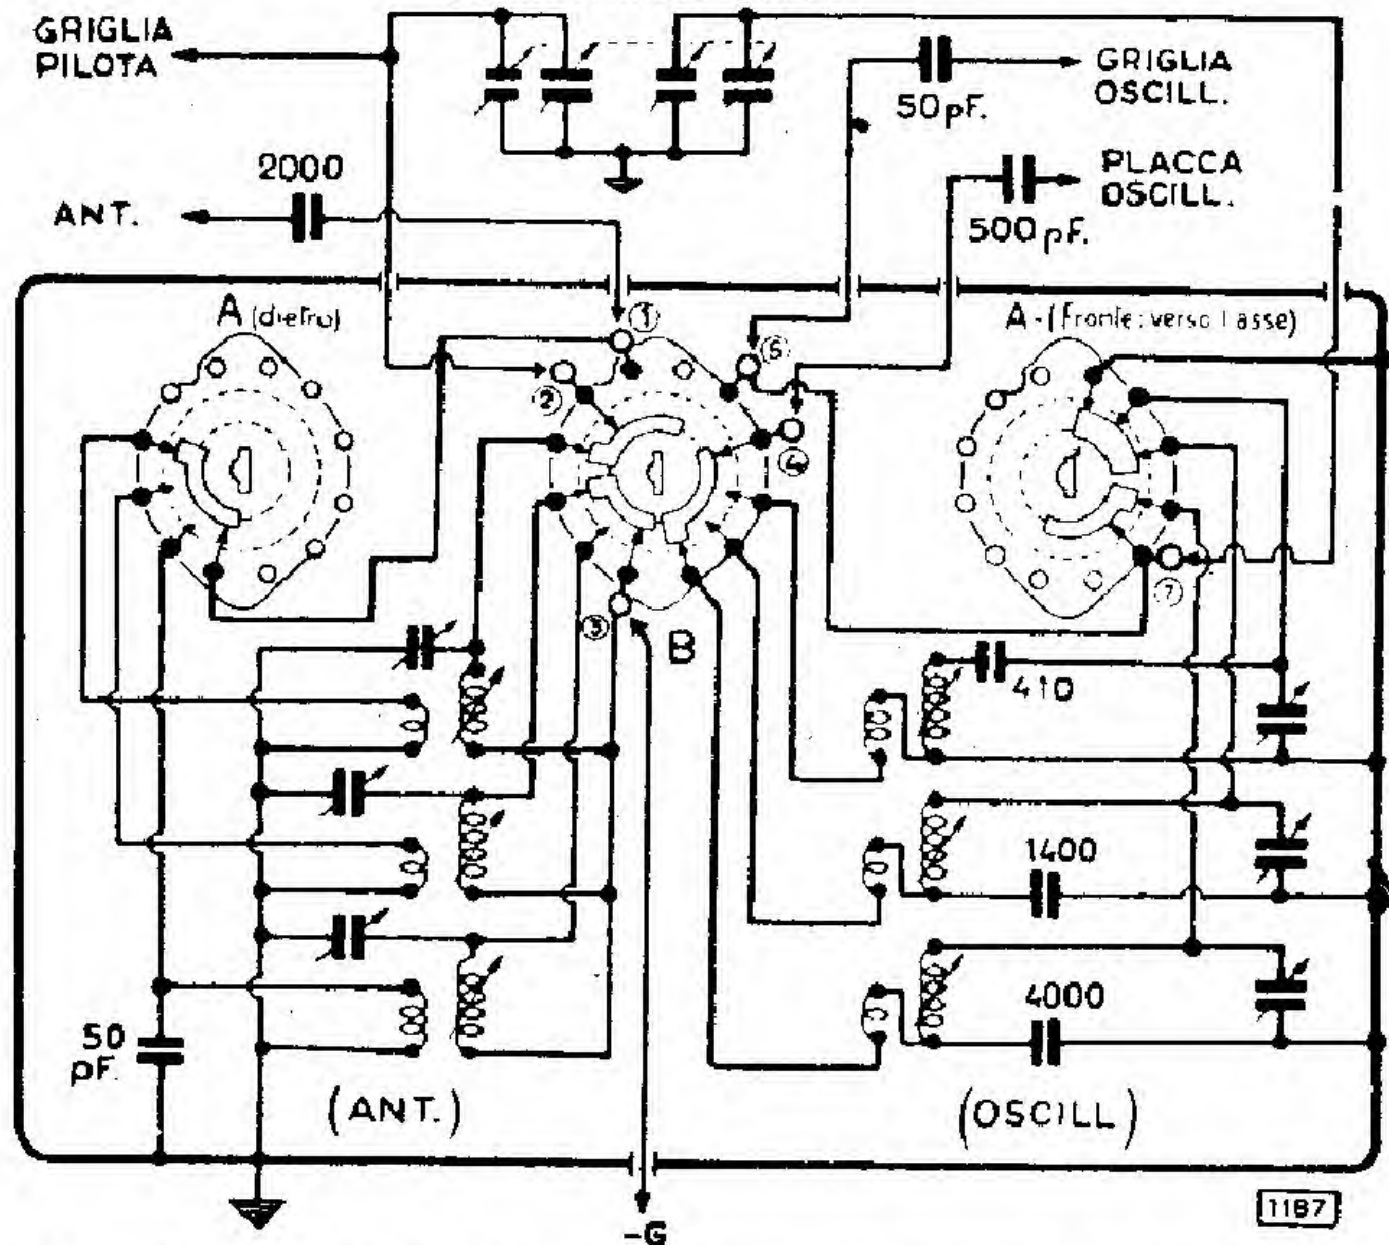 GRIGLIA
PILOTA
50 pF.
GRIGLIA
OSCILL.
2000
ANT.
500 pF.
PLACCA
OSCILL.
A (dietro)
1
5
A - (Fronte: verso l asse)
2
4
3
B
7
410
1400
4000
50
pF.
(ANT.)
(OSCILL)
-G
1187